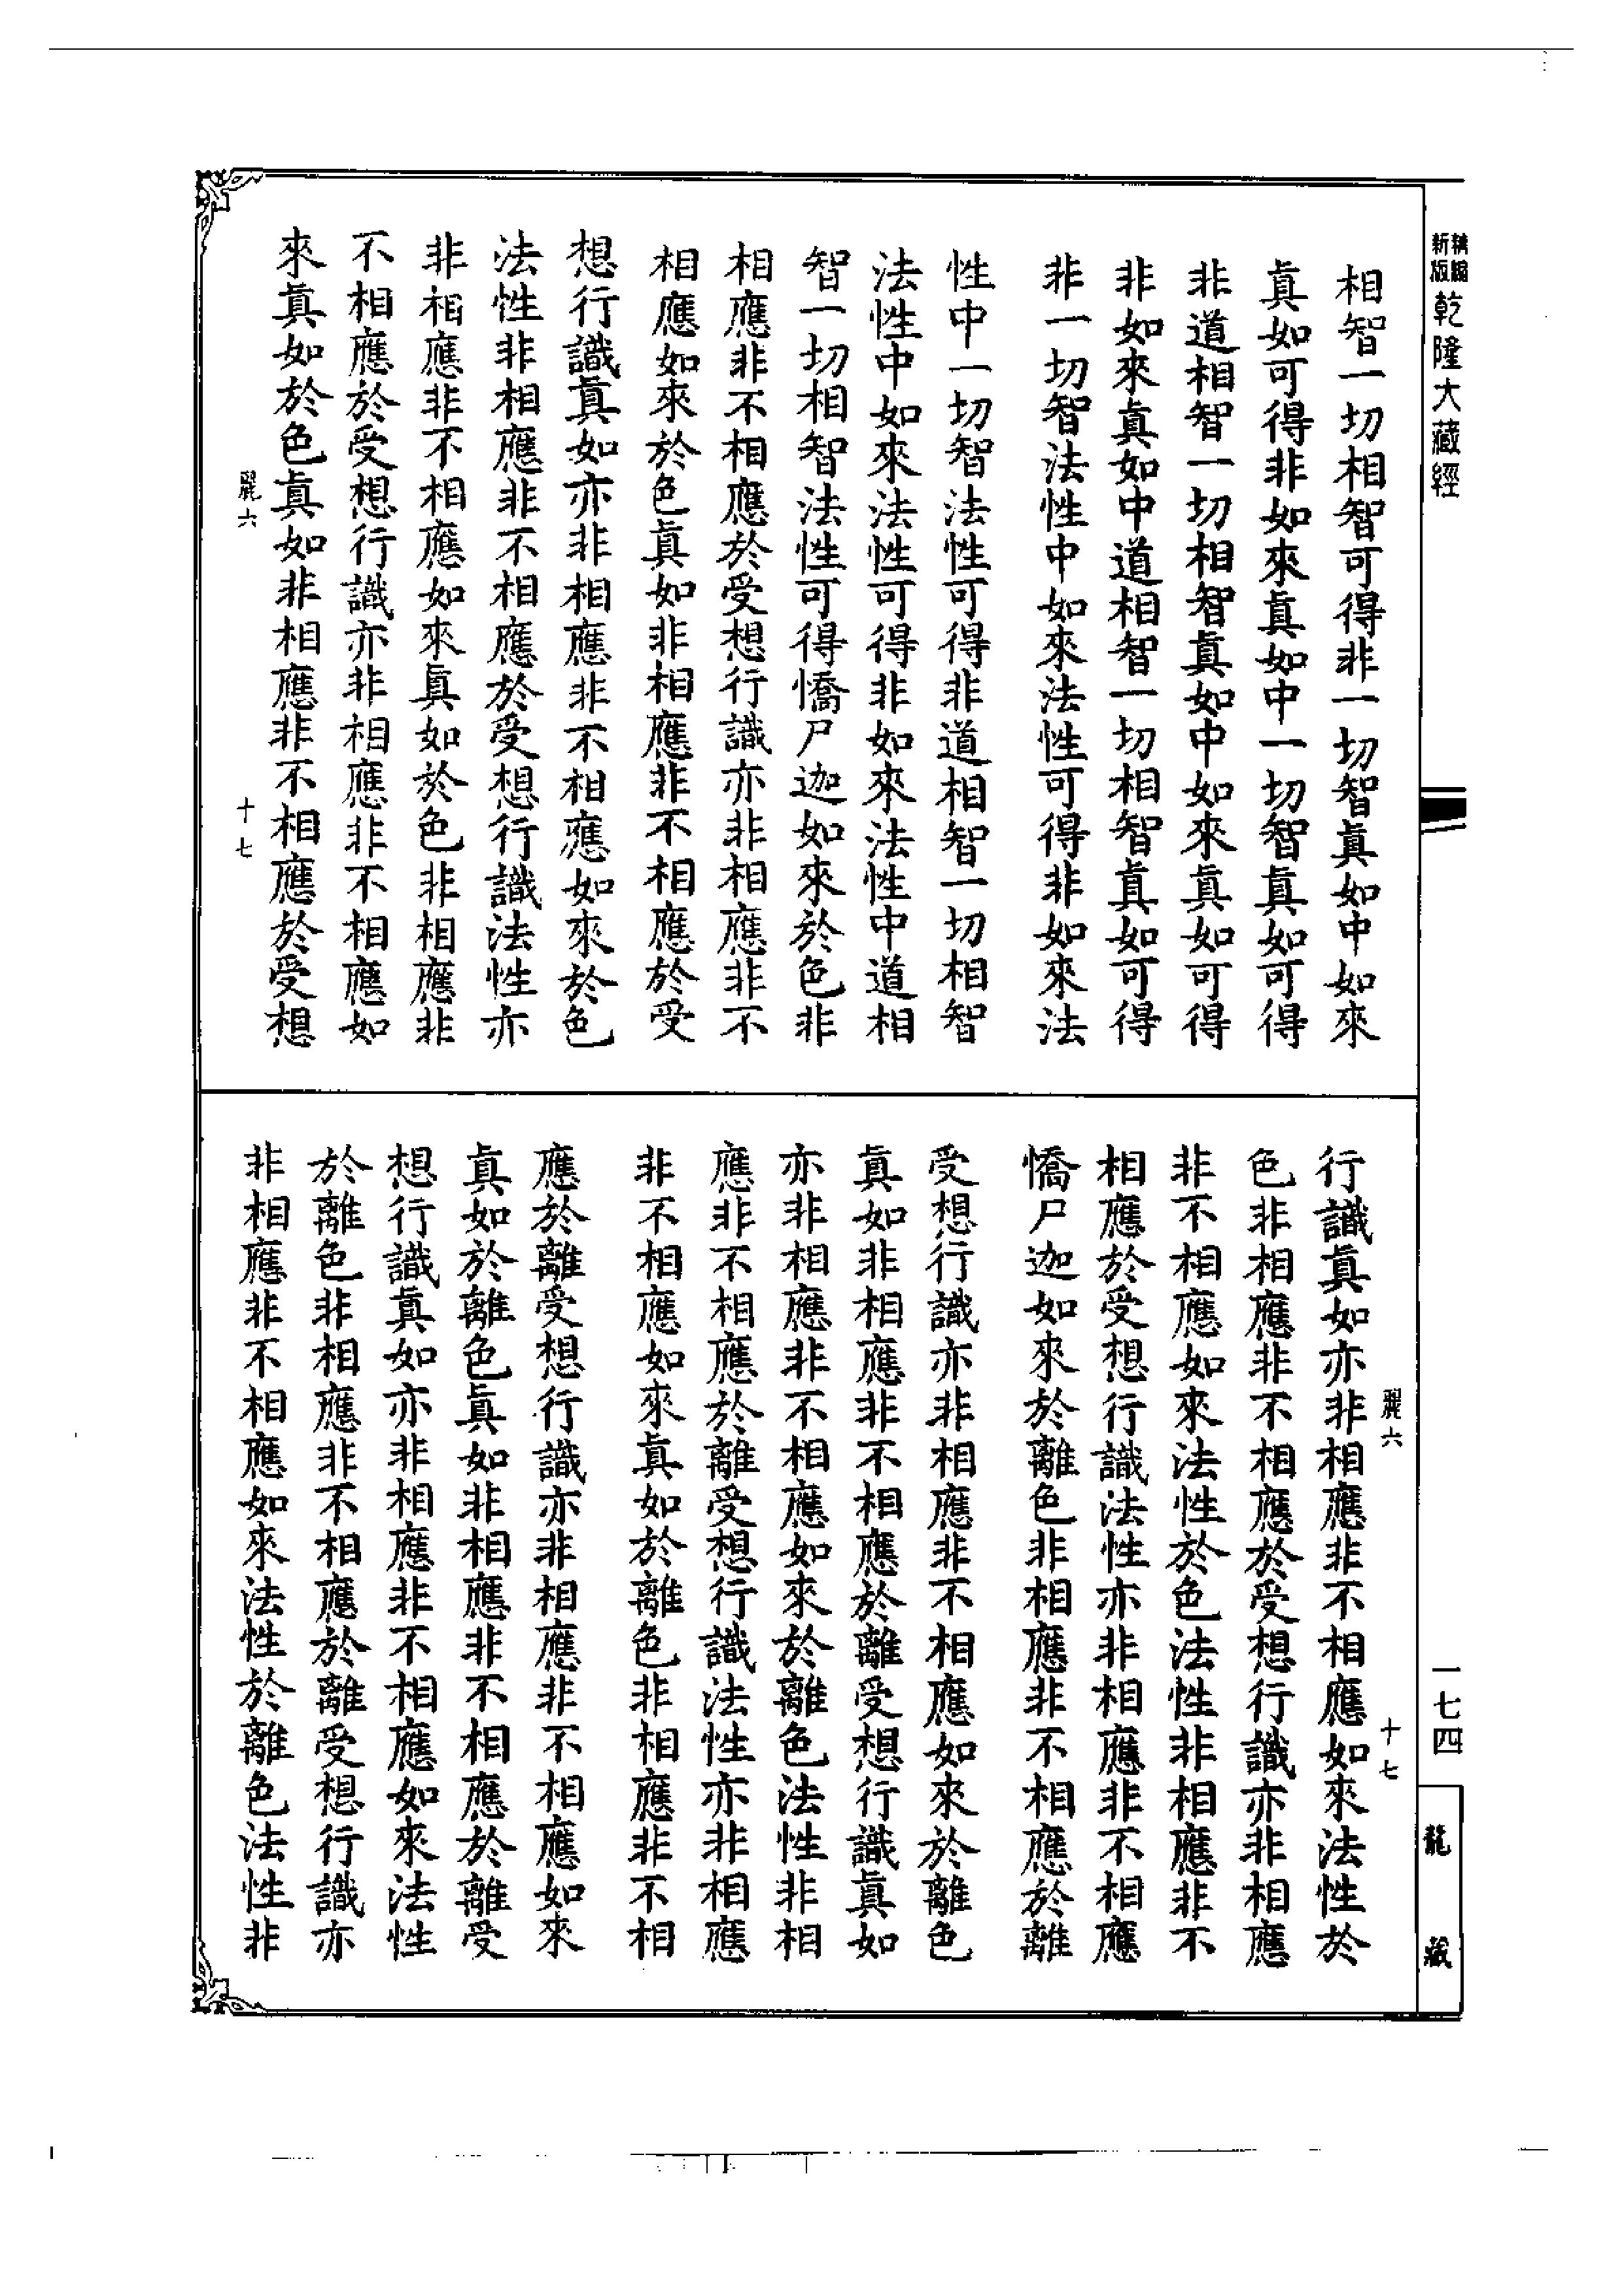 新版 精編 乾隆大藏經
相智一切相智可得非一切智真如中如來
真如可得非如來真如中一切智真如可得
非道相智一切相智真如中如來真如可得
非如來真如中道相智一切相智真如可得
非一切智法性中如來法性可得非如來法
性中一切智法性可得非道相智一切相智
法性中如來法性可得非如來法性中道相
智一切相智法性可得憍尸迦如來於色非
相應非不相應於受想行識亦非相應非不
相應如來於色真如非相應非不相應於受
想行識真如亦非相應非不相應如來於色
法性非相應非不相應於受想行識法性亦
非相應非不相應如來真如於色非相應非
不相應於受想行識亦非相應非不相應如
來真如於色真如非相應非不相應於受想
麗六 十七
麗六 十七
行識真如亦非相應非不相應如來法性於
色非相應非不相應於受想行識亦非相應
非不相應如來法性於色法性非相應非不
相應於受想行識法性亦非相應非不相應
憍尸迦如來於離色非相應非不相應於離
受想行識亦非相應非不相應如來於離色
真如非相應非不相應於離受想行識真如
亦非相應非不相應如來於離色法性非相
應非不相應於離受想行識法性亦非相應
非不相應如來真如於離色非相應非不相
應於離受想行識亦非相應非不相應如來
真如於離色真如非相應非不相應於離受
想行識真如亦非相應非不相應如來法性
於離色非相應非不相應於離受想行識亦
非相應非不相應如來法性於離色法性非
一七四
龍藏